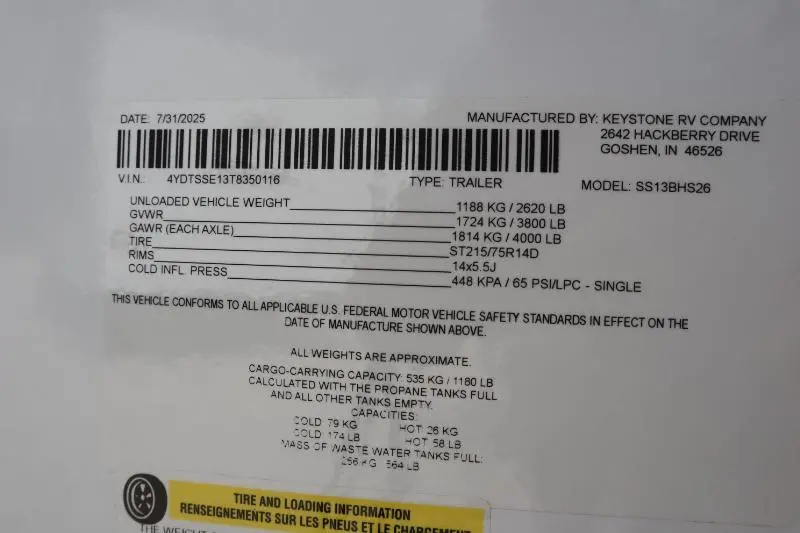 DATE: 7/31/2025
MANUFACTURED BY: KEYSTONE RV COMPANY
2642 HACKBERRY DRIVE
GOSHEN, IN 46526
V.I.N.: 4YDTSSE13T8350116 TYPE: TRAILER MODEL: SS13BHS26
UNLOADED VEHICLE WEIGHT 1188 KG / 2620 LB
GVWR 1724 KG / 3800 LB
GAWR (EACH AXLE) 1814 KG / 4000 LB
TIRE ST215/75R14D
RIMS 14x5.5J
COLD INFL. PRESS 448 KPA / 65 PSI/LPC - SINGLE
THIS VEHICLE CONFORMS TO ALL APPLICABLE U.S. FEDERAL MOTOR VEHICLE SAFETY STANDARDS IN EFFECT ON THE
DATE OF MANUFACTURE SHOWN ABOVE.
ALL WEIGHTS ARE APPROXIMATE.
CARGO-CARRYING CAPACITY: 535 KG / 1180 LB
CALCULATED WITH THE PROPANE TANKS FULL
AND ALL OTHER TANKS EMPTY.
CAPACITIES:
COLD: 79 KG HOT: 26 KG
COLD: 174 LB HOT: 58 LB
MASS OF WASTE WATER TANKS FULL:
256 KG 564 LB
TIRE AND LOADING INFORMATION
RENSEIGNEMENTS SUR LES PNEUS ET LE CHARGEMENT
THE WEIGHT